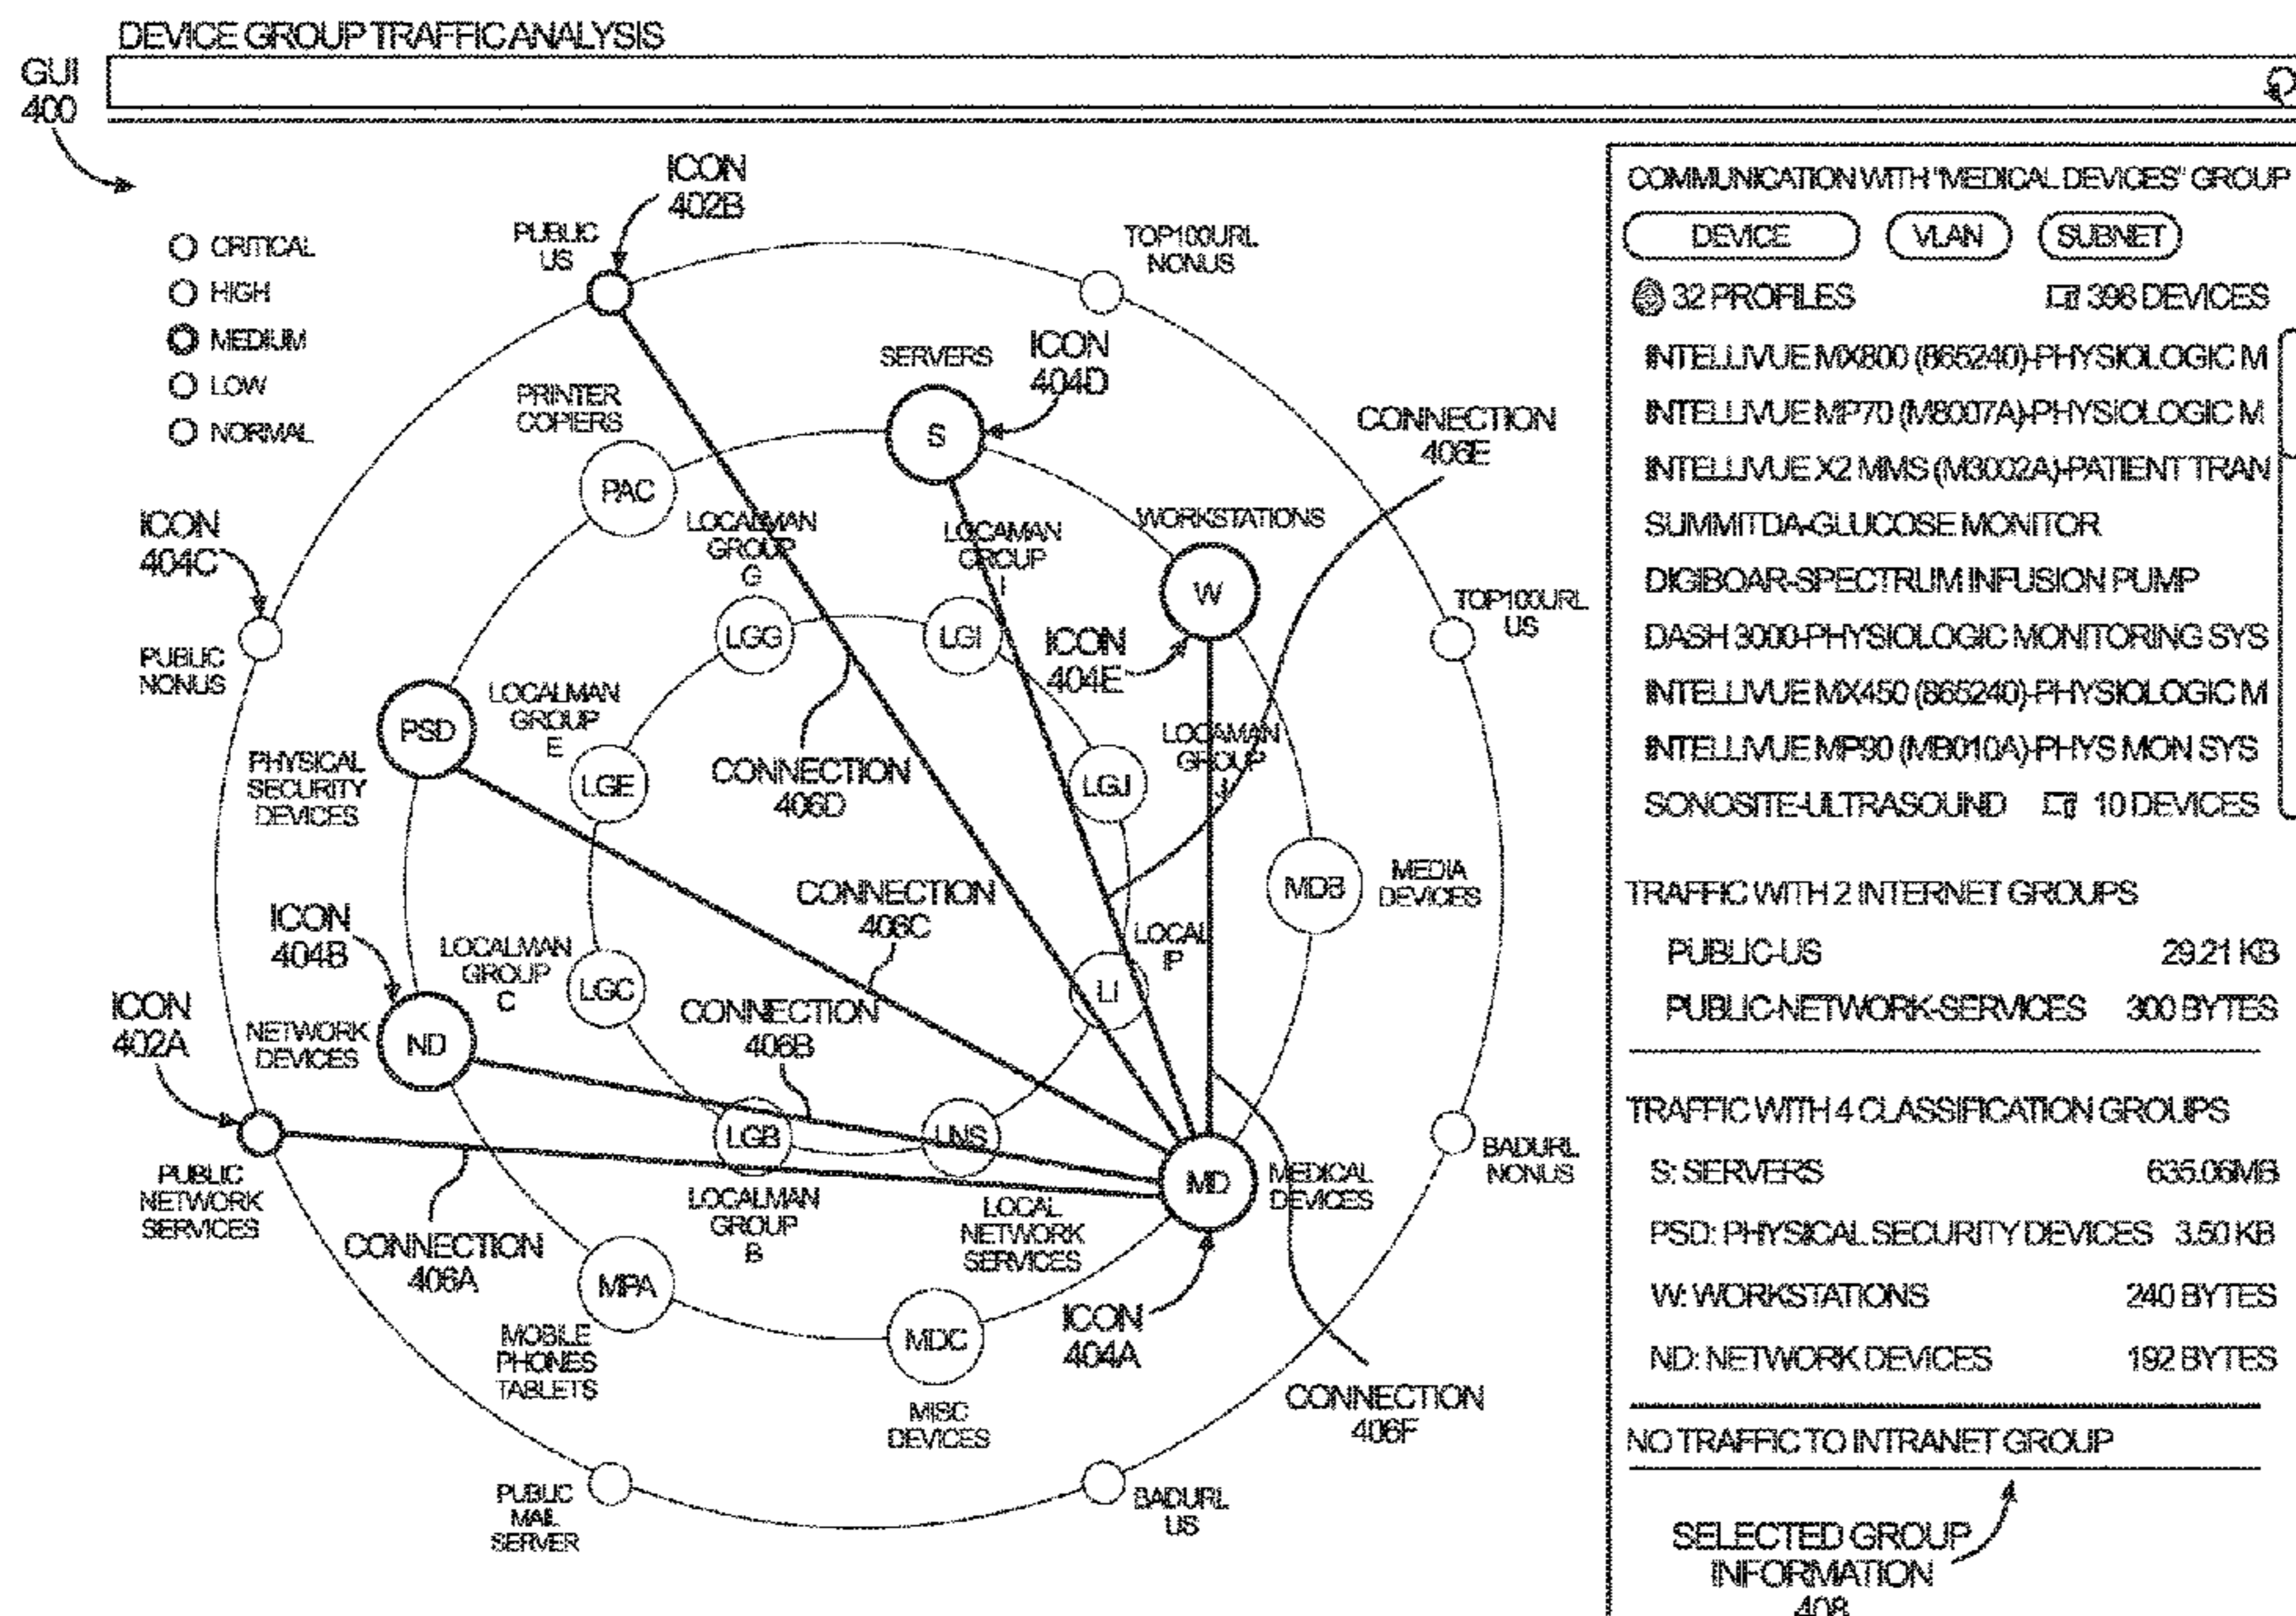 DEVICE GROUP TRAFFIC ANALYSIS
GUI
400
ICON
402B
CRITICAL
HIGH
MEDIUM
LOW
NORMAL
PUBLIC
US
TOP100URL
NONUS
SERVERS
ICON
404D
S
PRINTER
COPIERS
PAC
CONNECTION
406E
LOCALMAN
GROUP
G
LOCAMAN
GROUP
I
WORKSTATIONS
W
ICON
404C
PUBLIC
NONUS
LGG
LGI
ICON
404E
TOP100URL
US
PSD
PHYSICAL
SECURITY
DEVICES
LOCALMAN
GROUP
E
LGE
CONNECTION
406D
LOCAMAN
GROUP
J
LGJ
MDB
MEDIA
DEVICES
CONNECTION
406C
ICON
404B
LOCALMAN
GROUP
C
LGC
LOCAL
IP
LI
ICON
402A
NETWORK
DEVICES
ND
CONNECTION
406B
LGB
LNS
PUBLIC
NETWORK
SERVICES
CONNECTION
406A
LOCALMAN
GROUP
B
LOCAL
NETWORK
SERVICES
MD
MEDICAL
DEVICES
BADURL
NONUS
MPA
MOBILE
PHONES
TABLETS
MDC
MISC
DEVICES
ICON
404A
CONNECTION
406F
PUBLIC
MAIL
SERVER
BADURL
US
COMMUNICATION WITH "MEDICAL DEVICES" GROUP
DEVICE VLAN SUBNET
32 PROFILES 396 DEVICES
INTELLIVUE MX800 (865240)-PHYSIOLOGIC M
INTELLIVUE MP70 (M8007A)-PHYSIOLOGIC M
INTELLIVUE X2 MMS (M3002A)-PATIENT TRAN
SUMMITDA-GLUCOSE MONITOR
DIGIBOAR-SPECTRUM INFUSION PUMP
DASH 3000-PHYSIOLOGIC MONITORING SYS
INTELLIVUE MX450 (865240)-PHYSIOLOGIC M
INTELLIVUE MP90 (M8010A)-PHYS MON SYS
SONOSITE-ULTRASOUND 10 DEVICES
TRAFFIC WITH 2 INTERNET GROUPS
PUBLIC-US 29.21 KB
PUBLIC-NETWORK-SERVICES 300 BYTES
TRAFFIC WITH 4 CLASSIFICATION GROUPS
S: SERVERS 635.06MB
PSD: PHYSICAL SECURITY DEVICES 3.50 KB
W: WORKSTATIONS 240 BYTES
ND: NETWORK DEVICES 192 BYTES
NO TRAFFIC TO INTRANET GROUP
SELECTED GROUP
INFORMATION
408